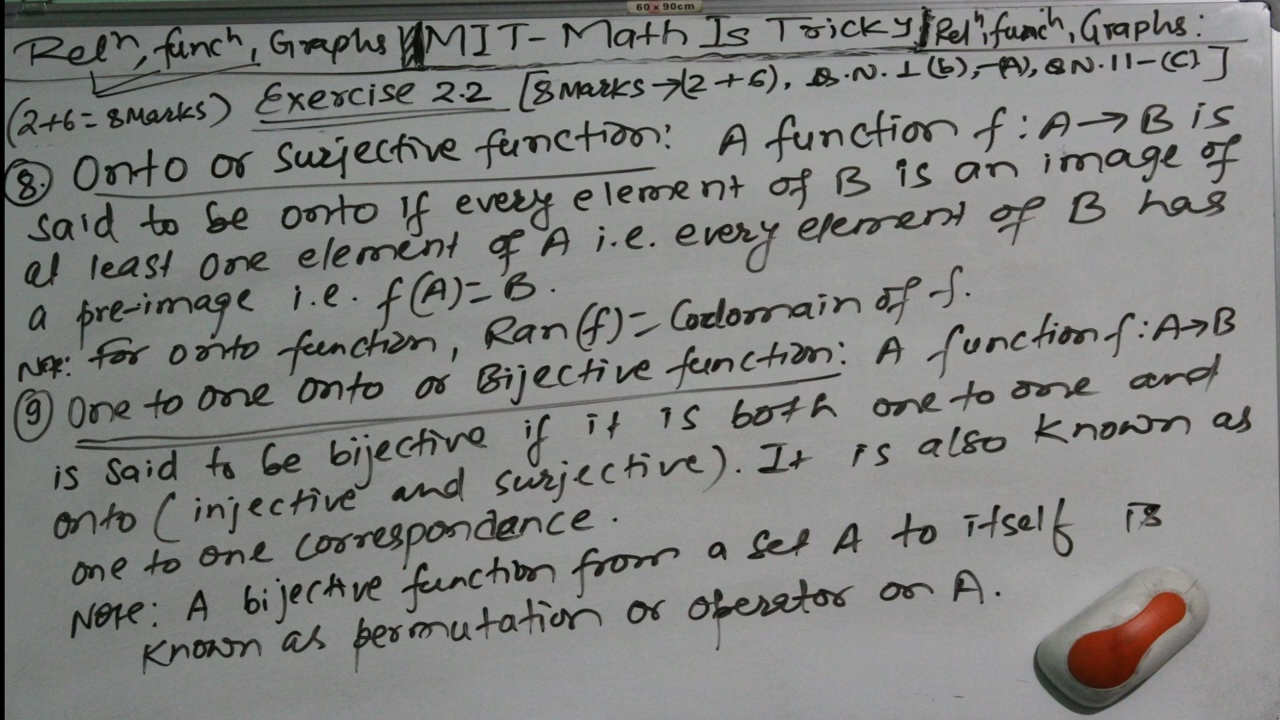 60 x 90cm
Relⁿ, funcⁿ, Graphs | MIT- Math Is Tricky | Relⁿ, funcⁿ, Graphs :
(2+6=8Marks) Exercise 2.2 [8Marks→(2+6), Q.N.1(b),-(A), QN.11-(C)]
⑧ Onto or surjective function: A function f:A→B is
said to be onto if every element of B is an image of
at least one element of A i.e. every element of B has
a pre-image i.e. f(A)=B.
Note: For onto function, Ran(f)= Codomain of f.
⑨ One to one onto or Bijective function: A function f:A→B
is said to be bijective if it is both one to one and
onto (injective and surjective). It is also known as
one to one correspondence.
Note: A bijective function from a set A to itself is
known as permutation or operator on A.